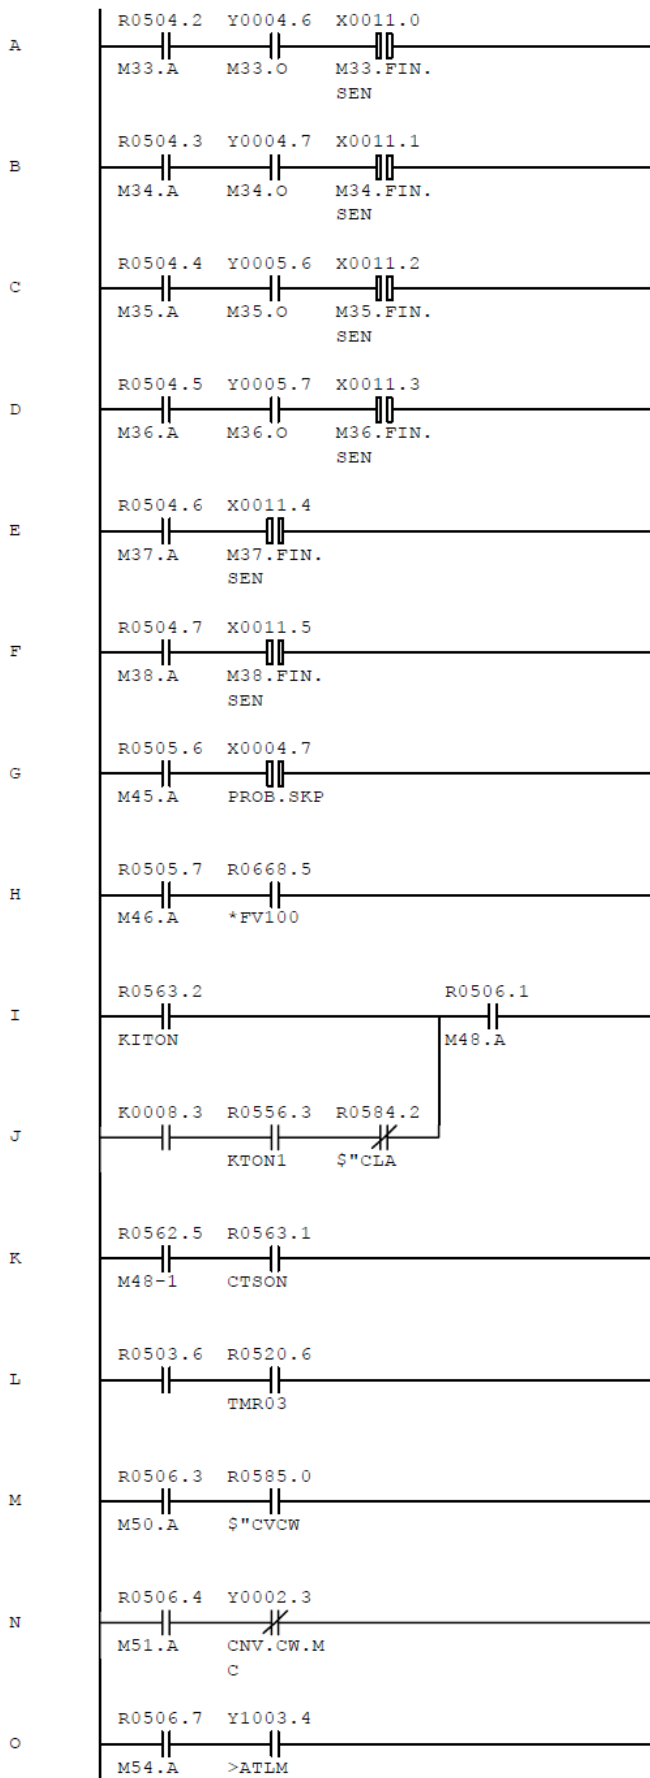 R0504.2 Y0004.6 X0011.0
A
M33.A M33.O M33.FIN.
SEN
R0504.3 Y0004.7 X0011.1
B
M34.A M34.O M34.FIN.
SEN
R0504.4 Y0005.6 X0011.2
C
M35.A M35.O M35.FIN.
SEN
R0504.5 Y0005.7 X0011.3
D
M36.A M36.O M36.FIN.
SEN
R0504.6 X0011.4
E
M37.A M37.FIN.
SEN
R0504.7 X0011.5
F
M38.A M38.FIN.
SEN
R0505.6 X0004.7
G
M45.A PROB.SKP
R0505.7 R0668.5
H
M46.A *FV100
R0563.2 R0506.1
I
KITON M48.A
K0008.3 R0556.3 R0584.2
J
KTON1 $"CLA
R0562.5 R0563.1
K
M48-1 CTSON
R0503.6 R0520.6
L
TMR03
R0506.3 R0585.0
M
M50.A $"CVCW
R0506.4 Y0002.3
N
M51.A CNV.CW.M
C
R0506.7 Y1003.4
O
M54.A >ATLM